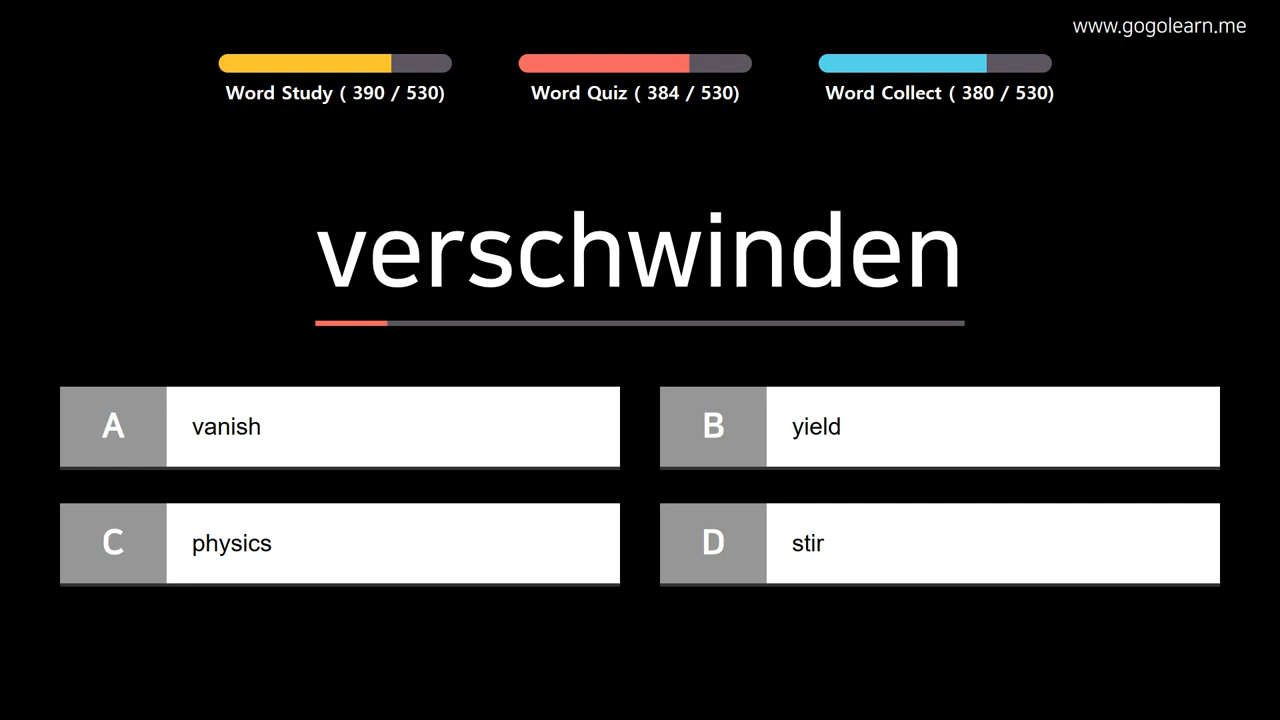 www.gogolearn.me
Word Study ( 390 / 530)
Word Quiz ( 384 / 530)
Word Collect ( 380 / 530)
verschwinden
A
vanish
B
yield
C
physics
D
stir